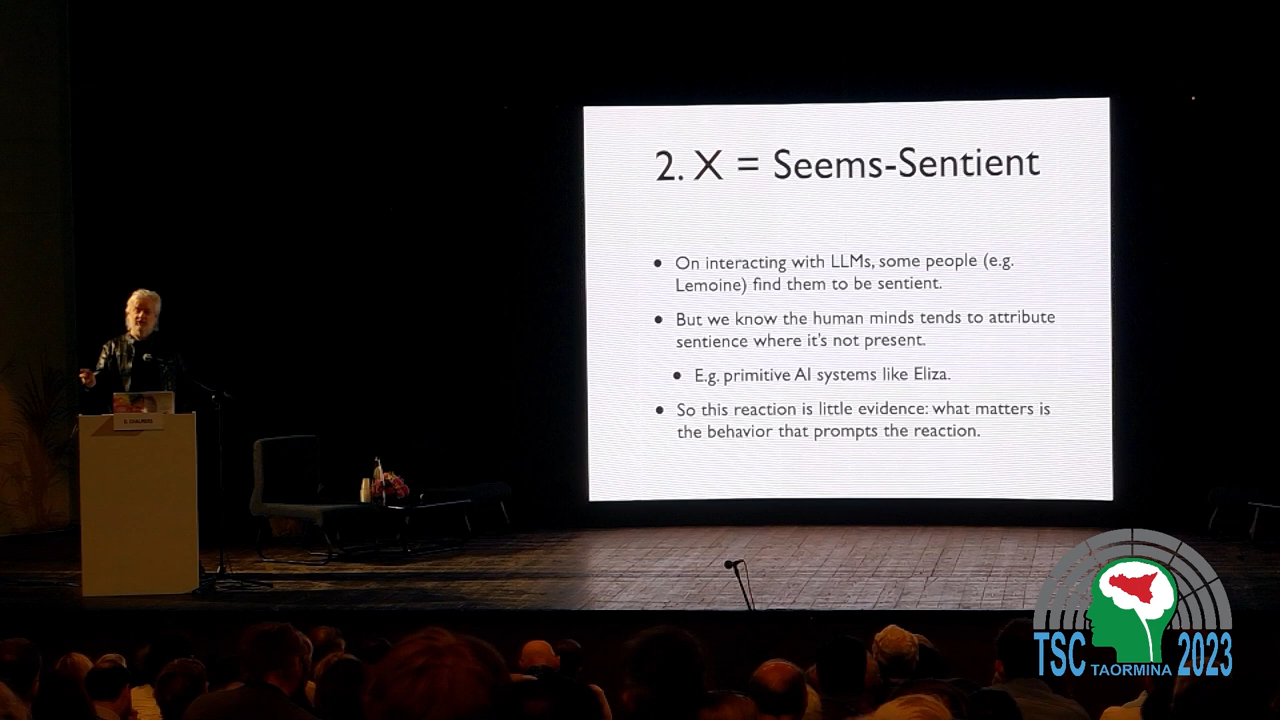 2. X = Seems-Sentient
• On interacting with LLMs, some people (e.g.
Lemoine) find them to be sentient.
• But we know the human minds tends to attribute
sentience where it's not present.
• E.g. primitive AI systems like Eliza.
• So this reaction is little evidence: what matters is
the behavior that prompts the reaction.
D. CHALMERS
TSC TAORMINA 2023